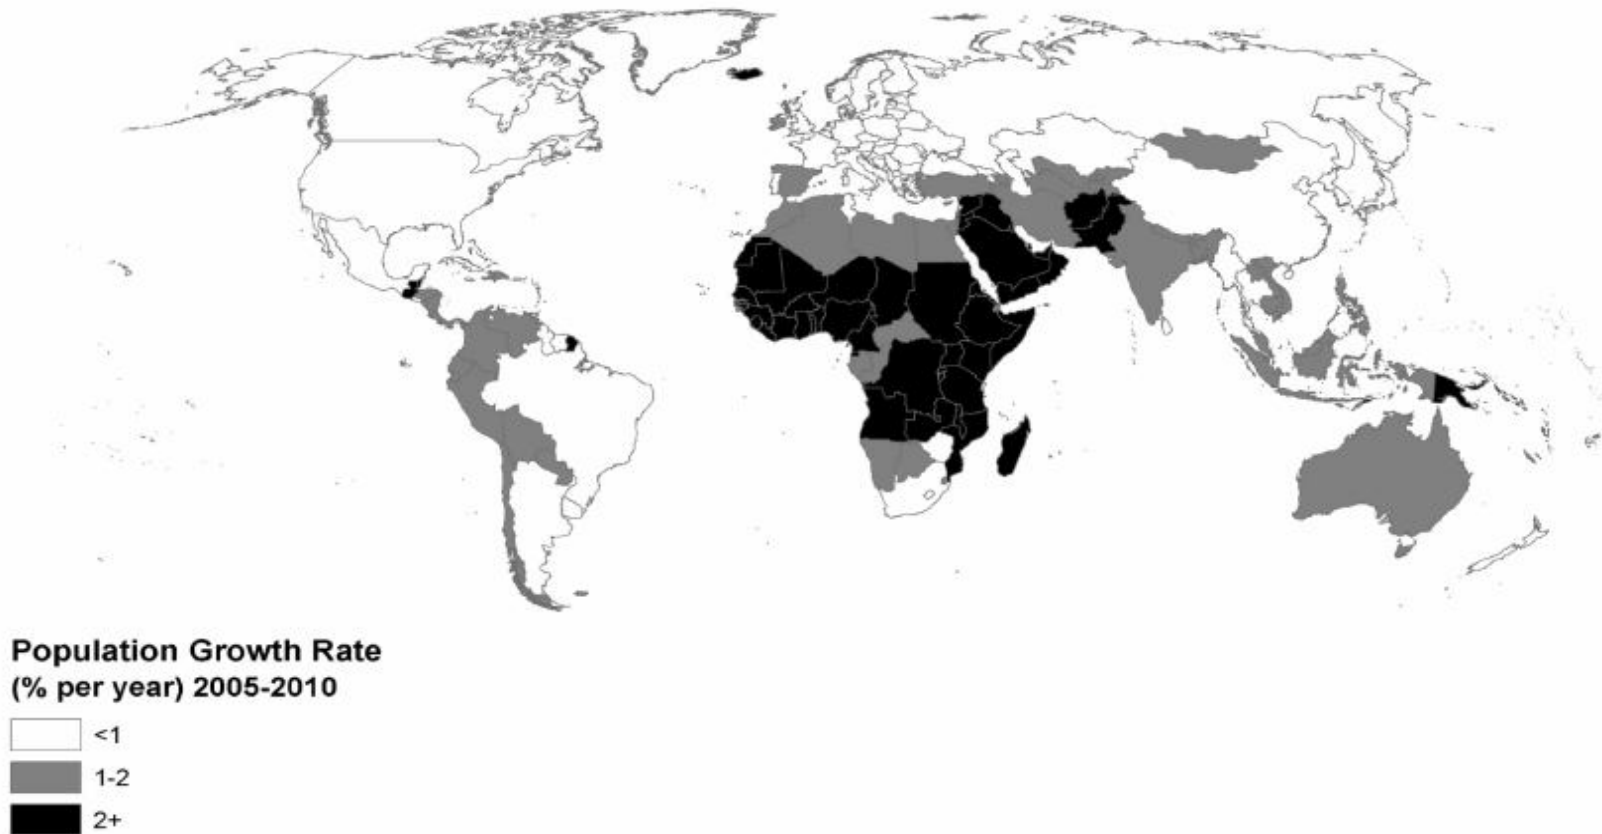 Population Growth Rate
(% per year) 2005-2010
<1
1-2
2+